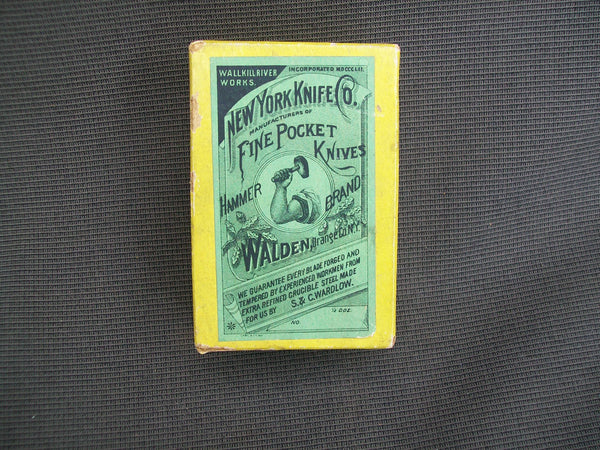 WALLKILL RIVER
WORKS.
INCORPORATED MDCCCLII.
NEW YORK KNIFE CO.
MANUFACTURERS OF
FINE POCKET
KNIVES
HAMMER BRAND
WALDEN, Orange Co. N.Y.
WE GUARANTEE EVERY BLADE FORGED AND
TEMPERED BY EXPERIENCED WORKMEN FROM
EXTRA REFINED CRUCIBLE STEEL MADE
FOR US BY S. & C. WARDLOW.
NO. ½ DOZ.